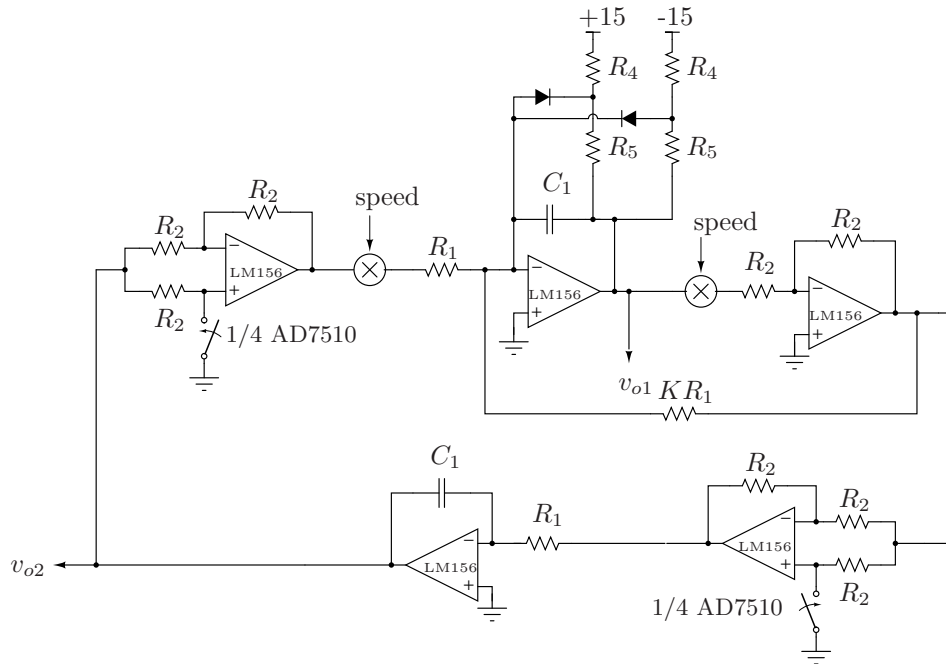 +15
-15
R4
R4
R5
R5
C1
R2
R2
R2
−
+
LM156
1/4 AD7510
speed
R1
−
+
LM156
vo1
speed
R2
R2
−
+
LM156
KR1
C1
−
+
LM156
vo2
R1
R2
R2
R2
−
+
LM156
1/4 AD7510